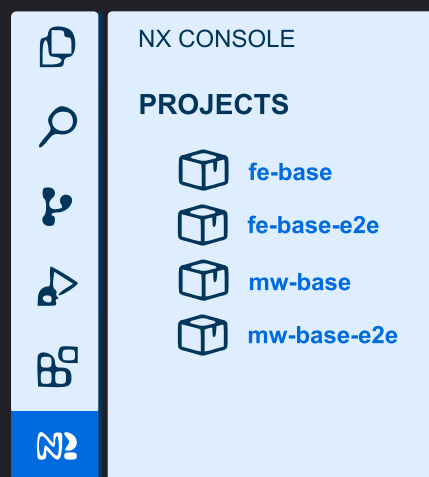 NX CONSOLE
PROJECTS
fe-base
fe-base-e2e
mw-base
mw-base-e2e